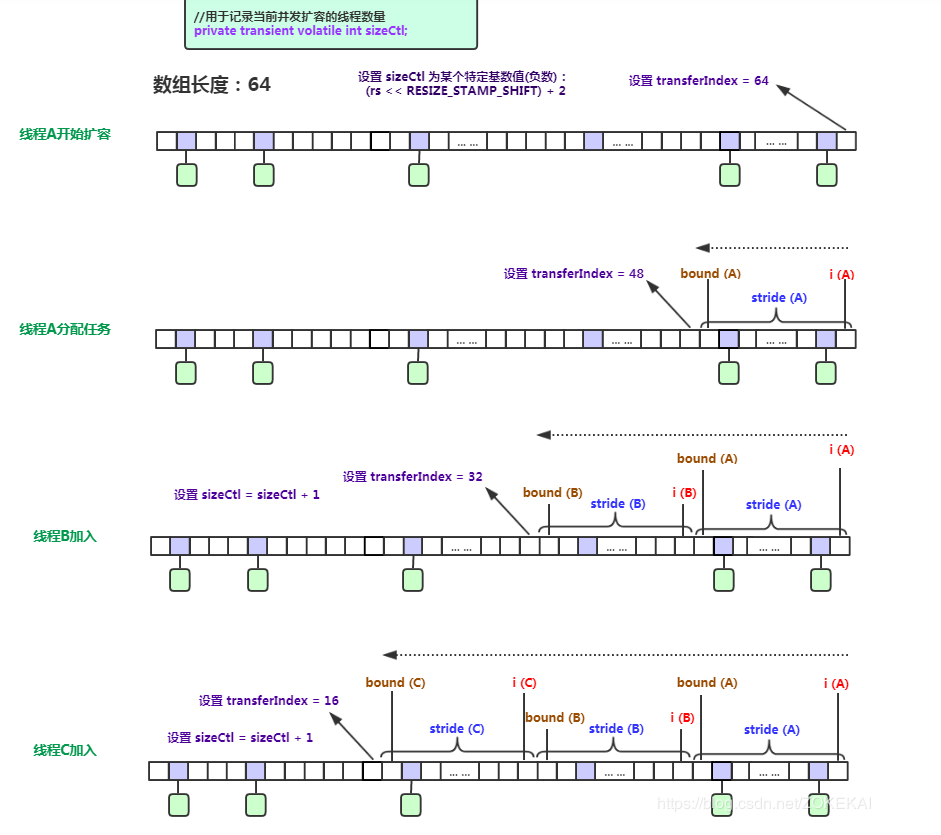 //用于记录当前并发扩容的线程数量
private transient volatile int sizeCtl;
数组长度：64
设置 sizeCtl 为某个特定基数值(负数)：
(rs << RESIZE_STAMP_SHIFT) + 2
设置 transferIndex = 64
线程A开始扩容
... ...
... ...
... ...
设置 transferIndex = 48
bound (A)
i (A)
stride (A)
线程A分配任务
... ...
... ...
... ...
i (A)
bound (A)
设置 transferIndex = 32
设置 sizeCtl = sizeCtl + 1
bound (B)
i (B)
stride (B)
stride (A)
线程B加入
... ...
... ...
... ...
bound (C)
i (C)
bound (A)
i (A)
设置 transferIndex = 16
bound (B)
i (B)
stride (C)
stride (B)
stride (A)
设置 sizeCtl = sizeCtl + 1
线程C加入
... ...
... ...
... ...
https://blog.csdn.net/ZOKEKAI